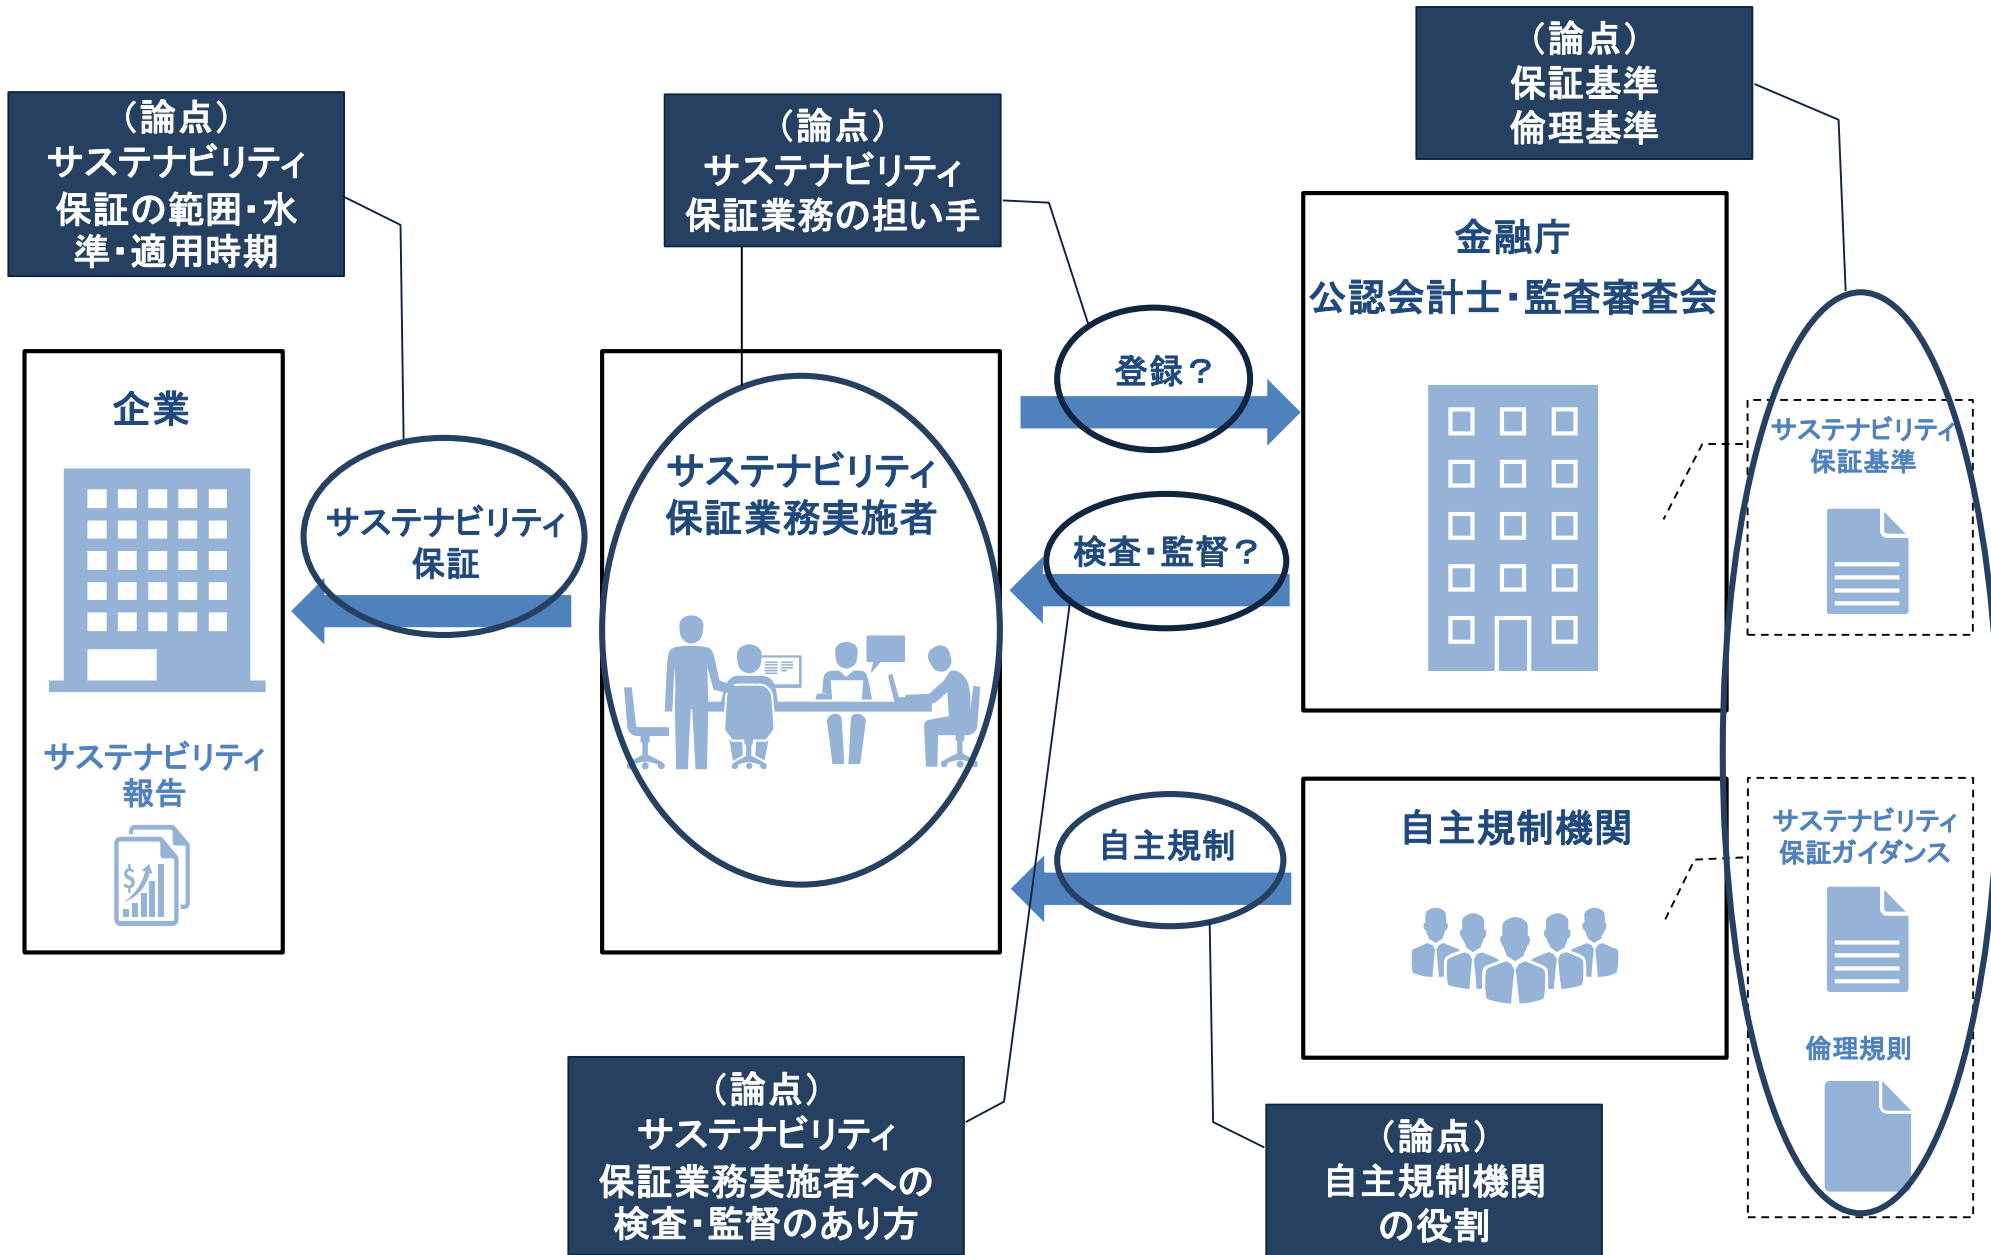 （論点）
サステナビリティ
保証の範囲・水
準・適用時期
（論点）
サステナビリティ
保証業務の担い手
（論点）
保証基準
倫理基準
企業
サステナビリティ
報告
サステナビリティ
保証
サステナビリティ
保証業務実施者
登録？
検査・監督？
自主規制
金融庁
公認会計士・監査審査会
自主規制機関
サステナビリティ
保証基準
サステナビリティ
保証ガイダンス
倫理規則
（論点）
サステナビリティ
保証業務実施者への
検査・監督のあり方
（論点）
自主規制機関
の役割